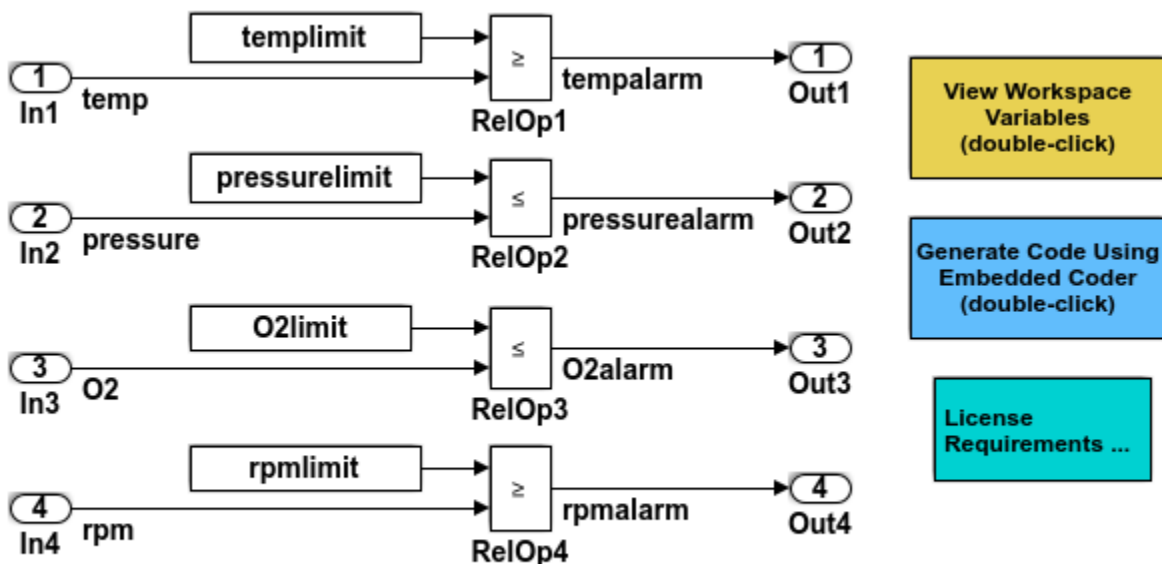 templimit
≥
1
1
temp
tempalarm
In1
RelOp1
Out1
pressurelimit
≤
2
2
pressure
pressurealarm
In2
RelOp2
Out2
O2limit
≤
3
3
O2
O2alarm
In3
RelOp3
Out3
rpmlimit
≥
4
4
rpm
rpmalarm
In4
RelOp4
Out4
View Workspace
Variables
(double-click)
Generate Code Using
Embedded Coder
(double-click)
License
Requirements ...